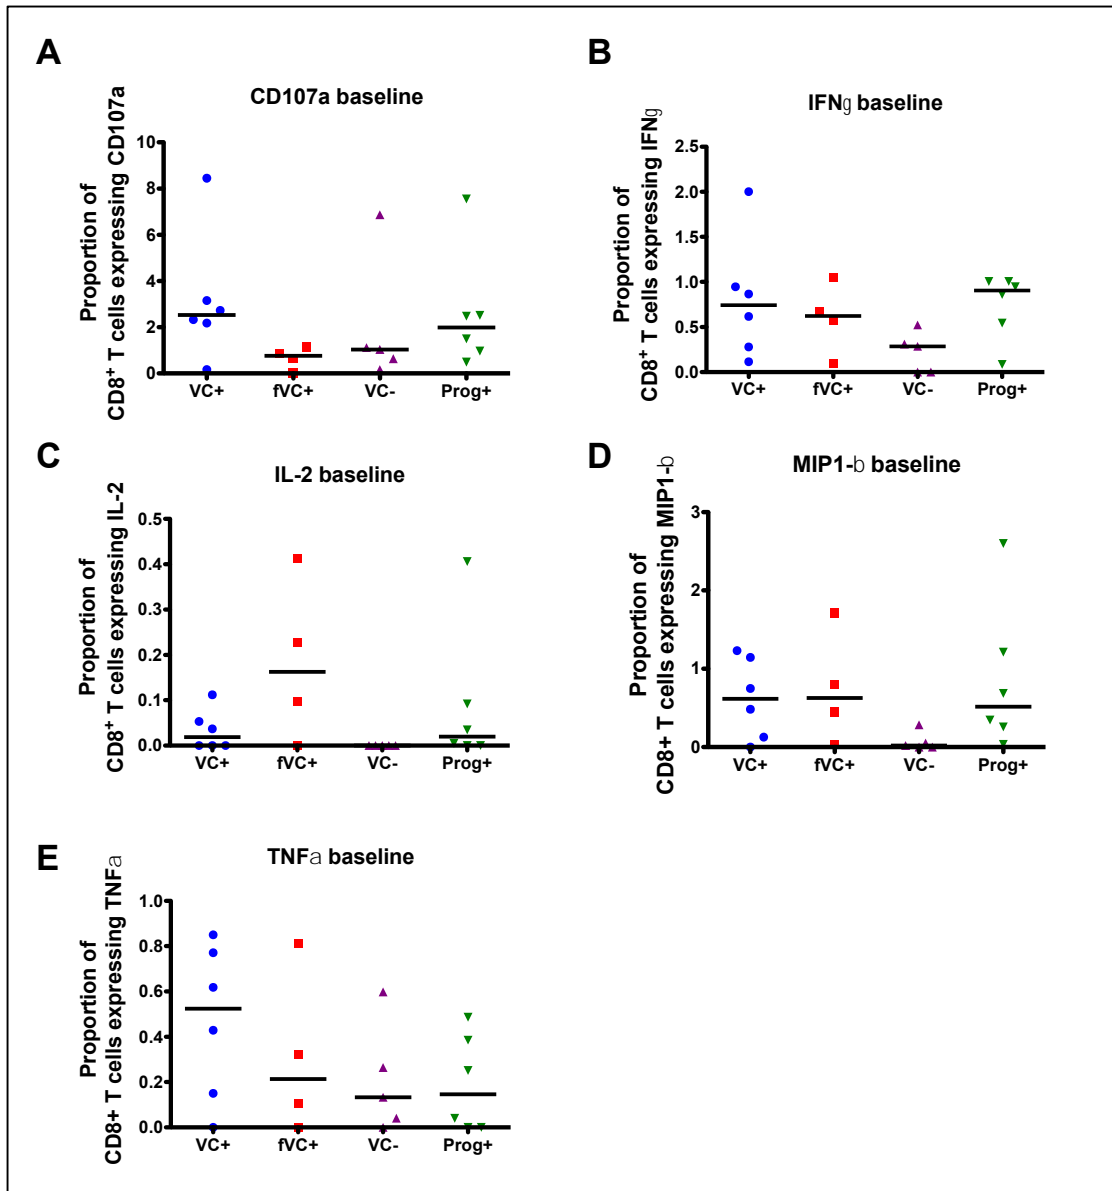 A
CD107a baseline
Proportion of
CD8+ T cells expressing CD107a
10
8
6
4
2
0
VC+ fVC+ VC- Prog+
B
IFNg baseline
Proportion of
CD8+ T cells expressing IFNg
2.5
2.0
1.5
1.0
0.5
0.0
VC+ fVC+ VC- Prog+
C
IL-2 baseline
Proportion of
CD8+ T cells expressing IL-2
0.5
0.4
0.3
0.2
0.1
0.0
VC+ fVC+ VC- Prog+
D
MIP1-b baseline
Proportion of
CD8+ T cells expressing MIP1-b
3
2
1
0
VC+ fVC+ VC- Prog+
E
TNFa baseline
Proportion of
CD8+ T cells expressing TNFa
1.0
0.8
0.6
0.4
0.2
0.0
VC+ fVC+ VC- Prog+